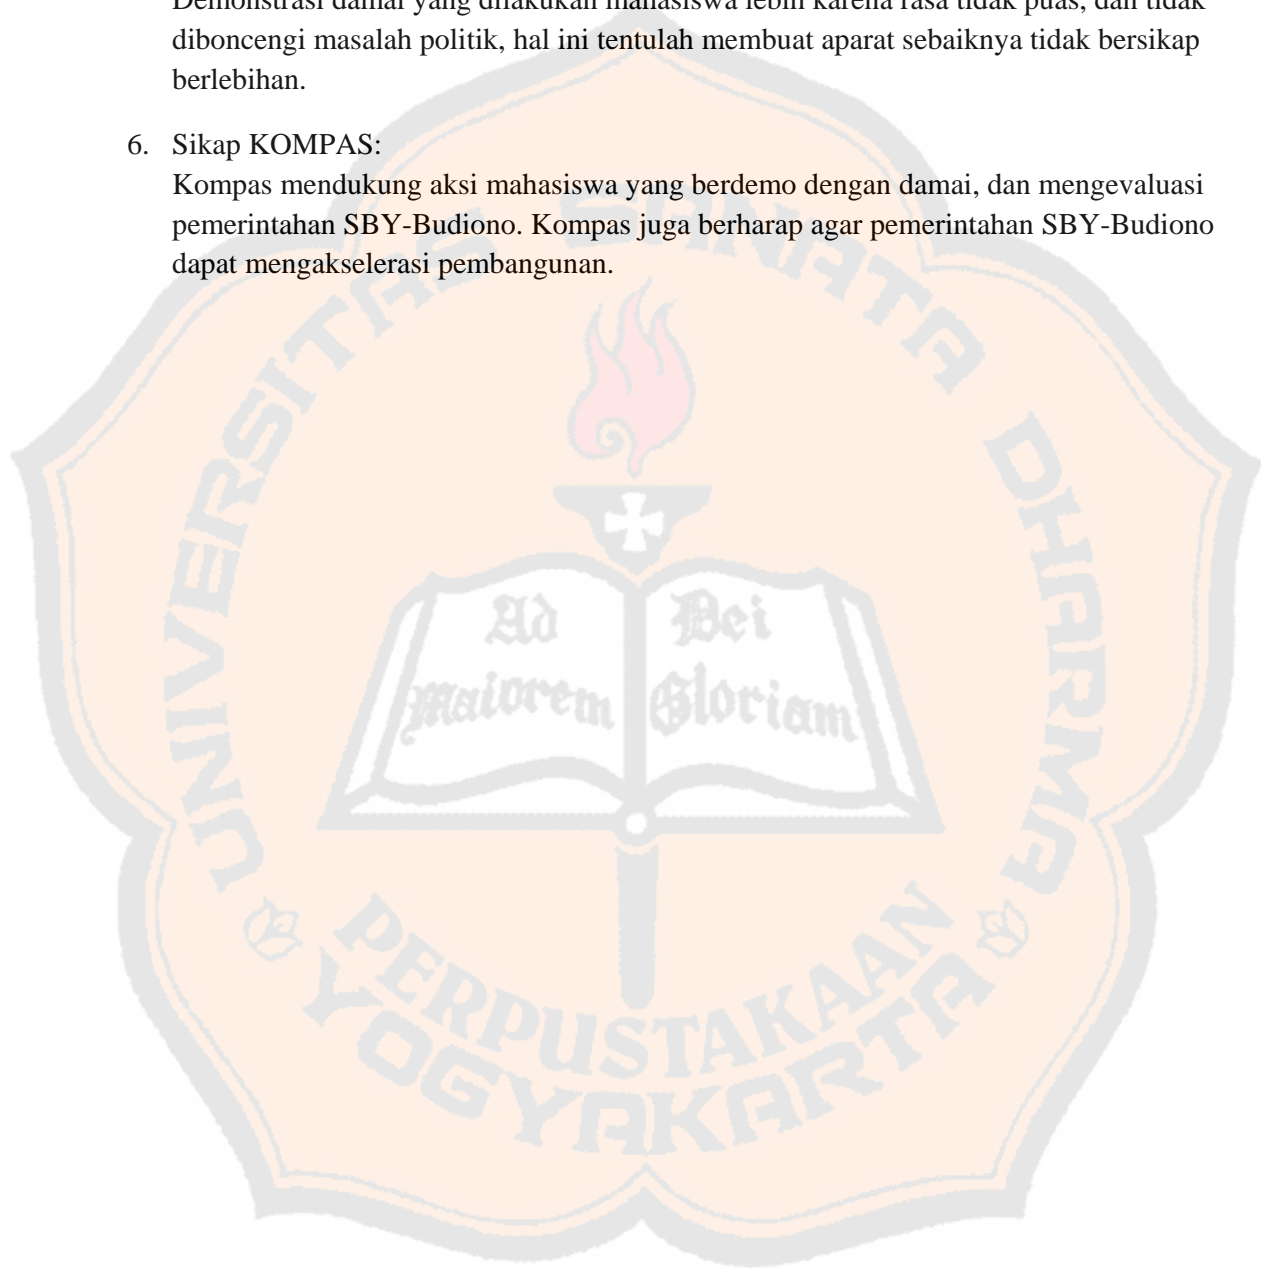 Demonstrasi damai yang dilakukan mahasiswa lebih karena rasa tidak puas, dan tidak
diboncengi masalah politik, hal ini tentulah membuat aparat sebaiknya tidak bersikap
berlebihan.
6. Sikap KOMPAS:
Kompas mendukung aksi mahasiswa yang berdemo dengan damai, dan mengevaluasi
pemerintahan SBY-Budiono. Kompas juga berharap agar pemerintahan SBY-Budiono
dapat mengakselerasi pembangunan.
UNIVERSITAS SANATA DHARMA
Ad Dei
Maiorem Gloriam
PERPUSTAKAAN
YOGYAKARTA